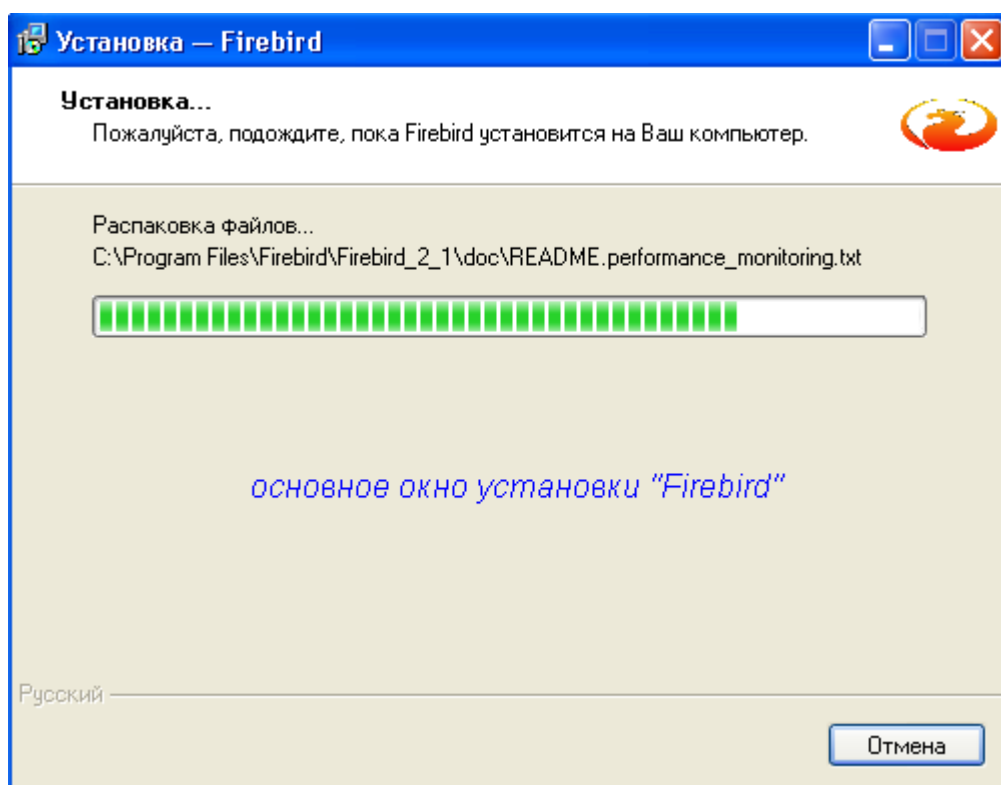 Установка — Firebird
Установка...
Пожалуйста, подождите, пока Firebird установится на Ваш компьютер.
Распаковка файлов...
C:\Program Files\Firebird\Firebird_2_1\doc\README.performance_monitoring.txt
основное окно установки "Firebird"
Русский
Отмена